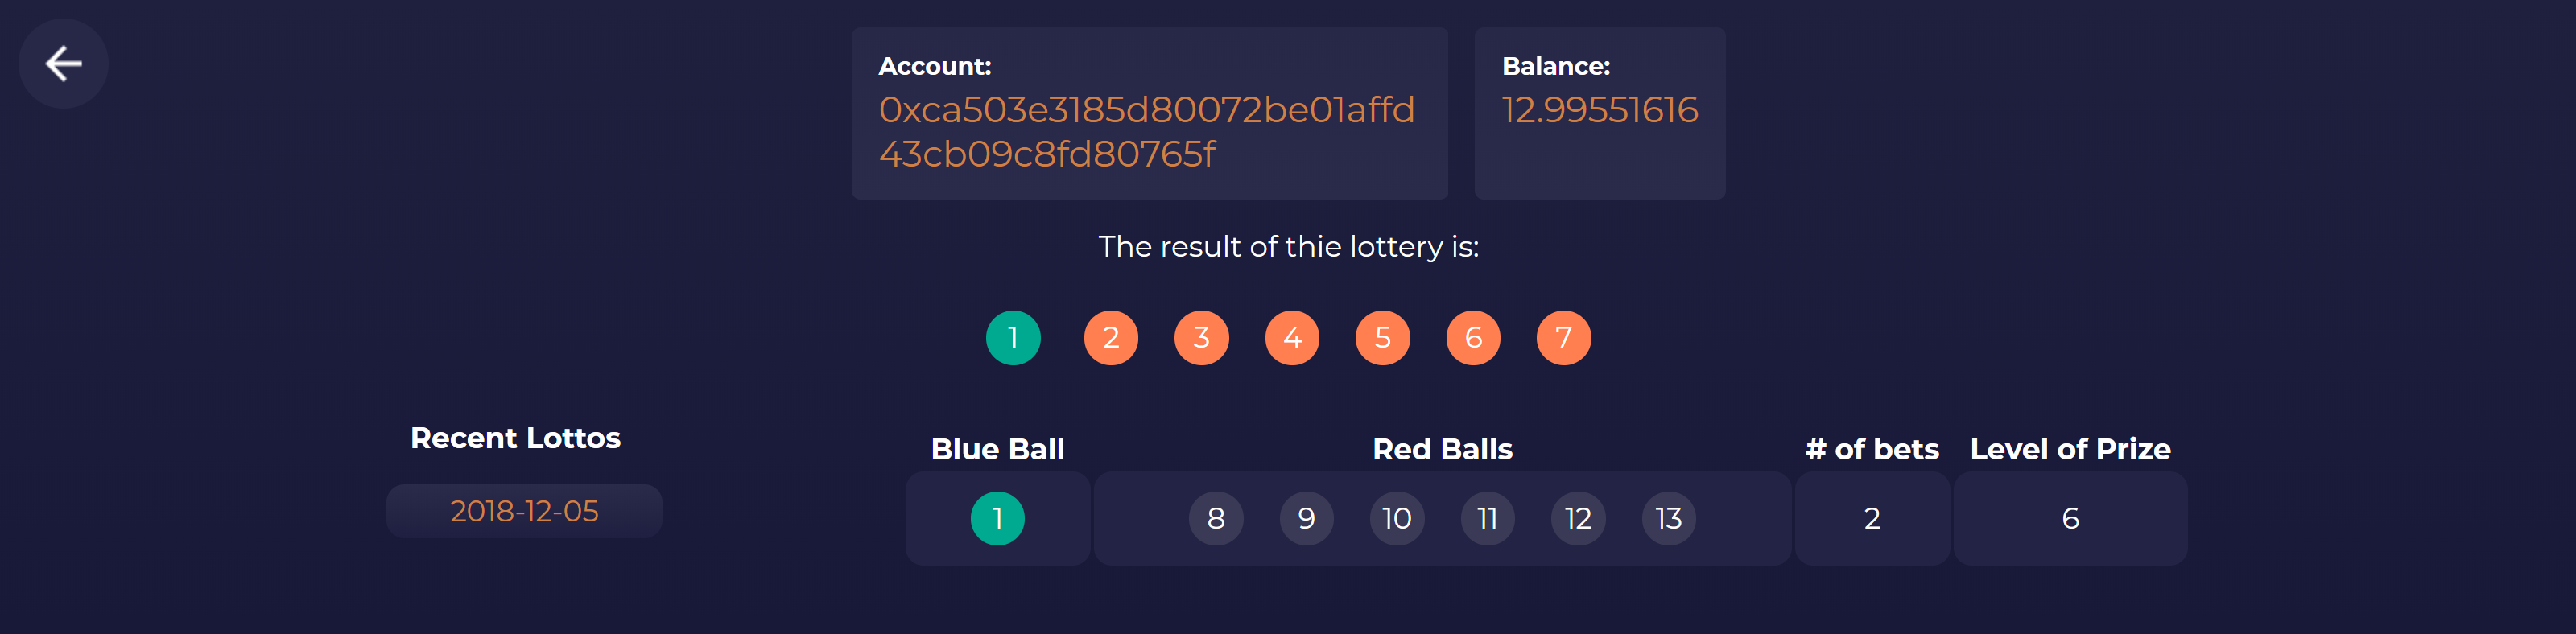 Account:
0xca503e3185d80072be01affd
43cb09c8fd80765f
Balance:
12.99551616
The result of thie lottery is:
1 2 3 4 5 6 7
Recent Lottos
2018-12-05
Blue Ball Red Balls # of bets Level of Prize
1 8 9 10 11 12 13 2 6